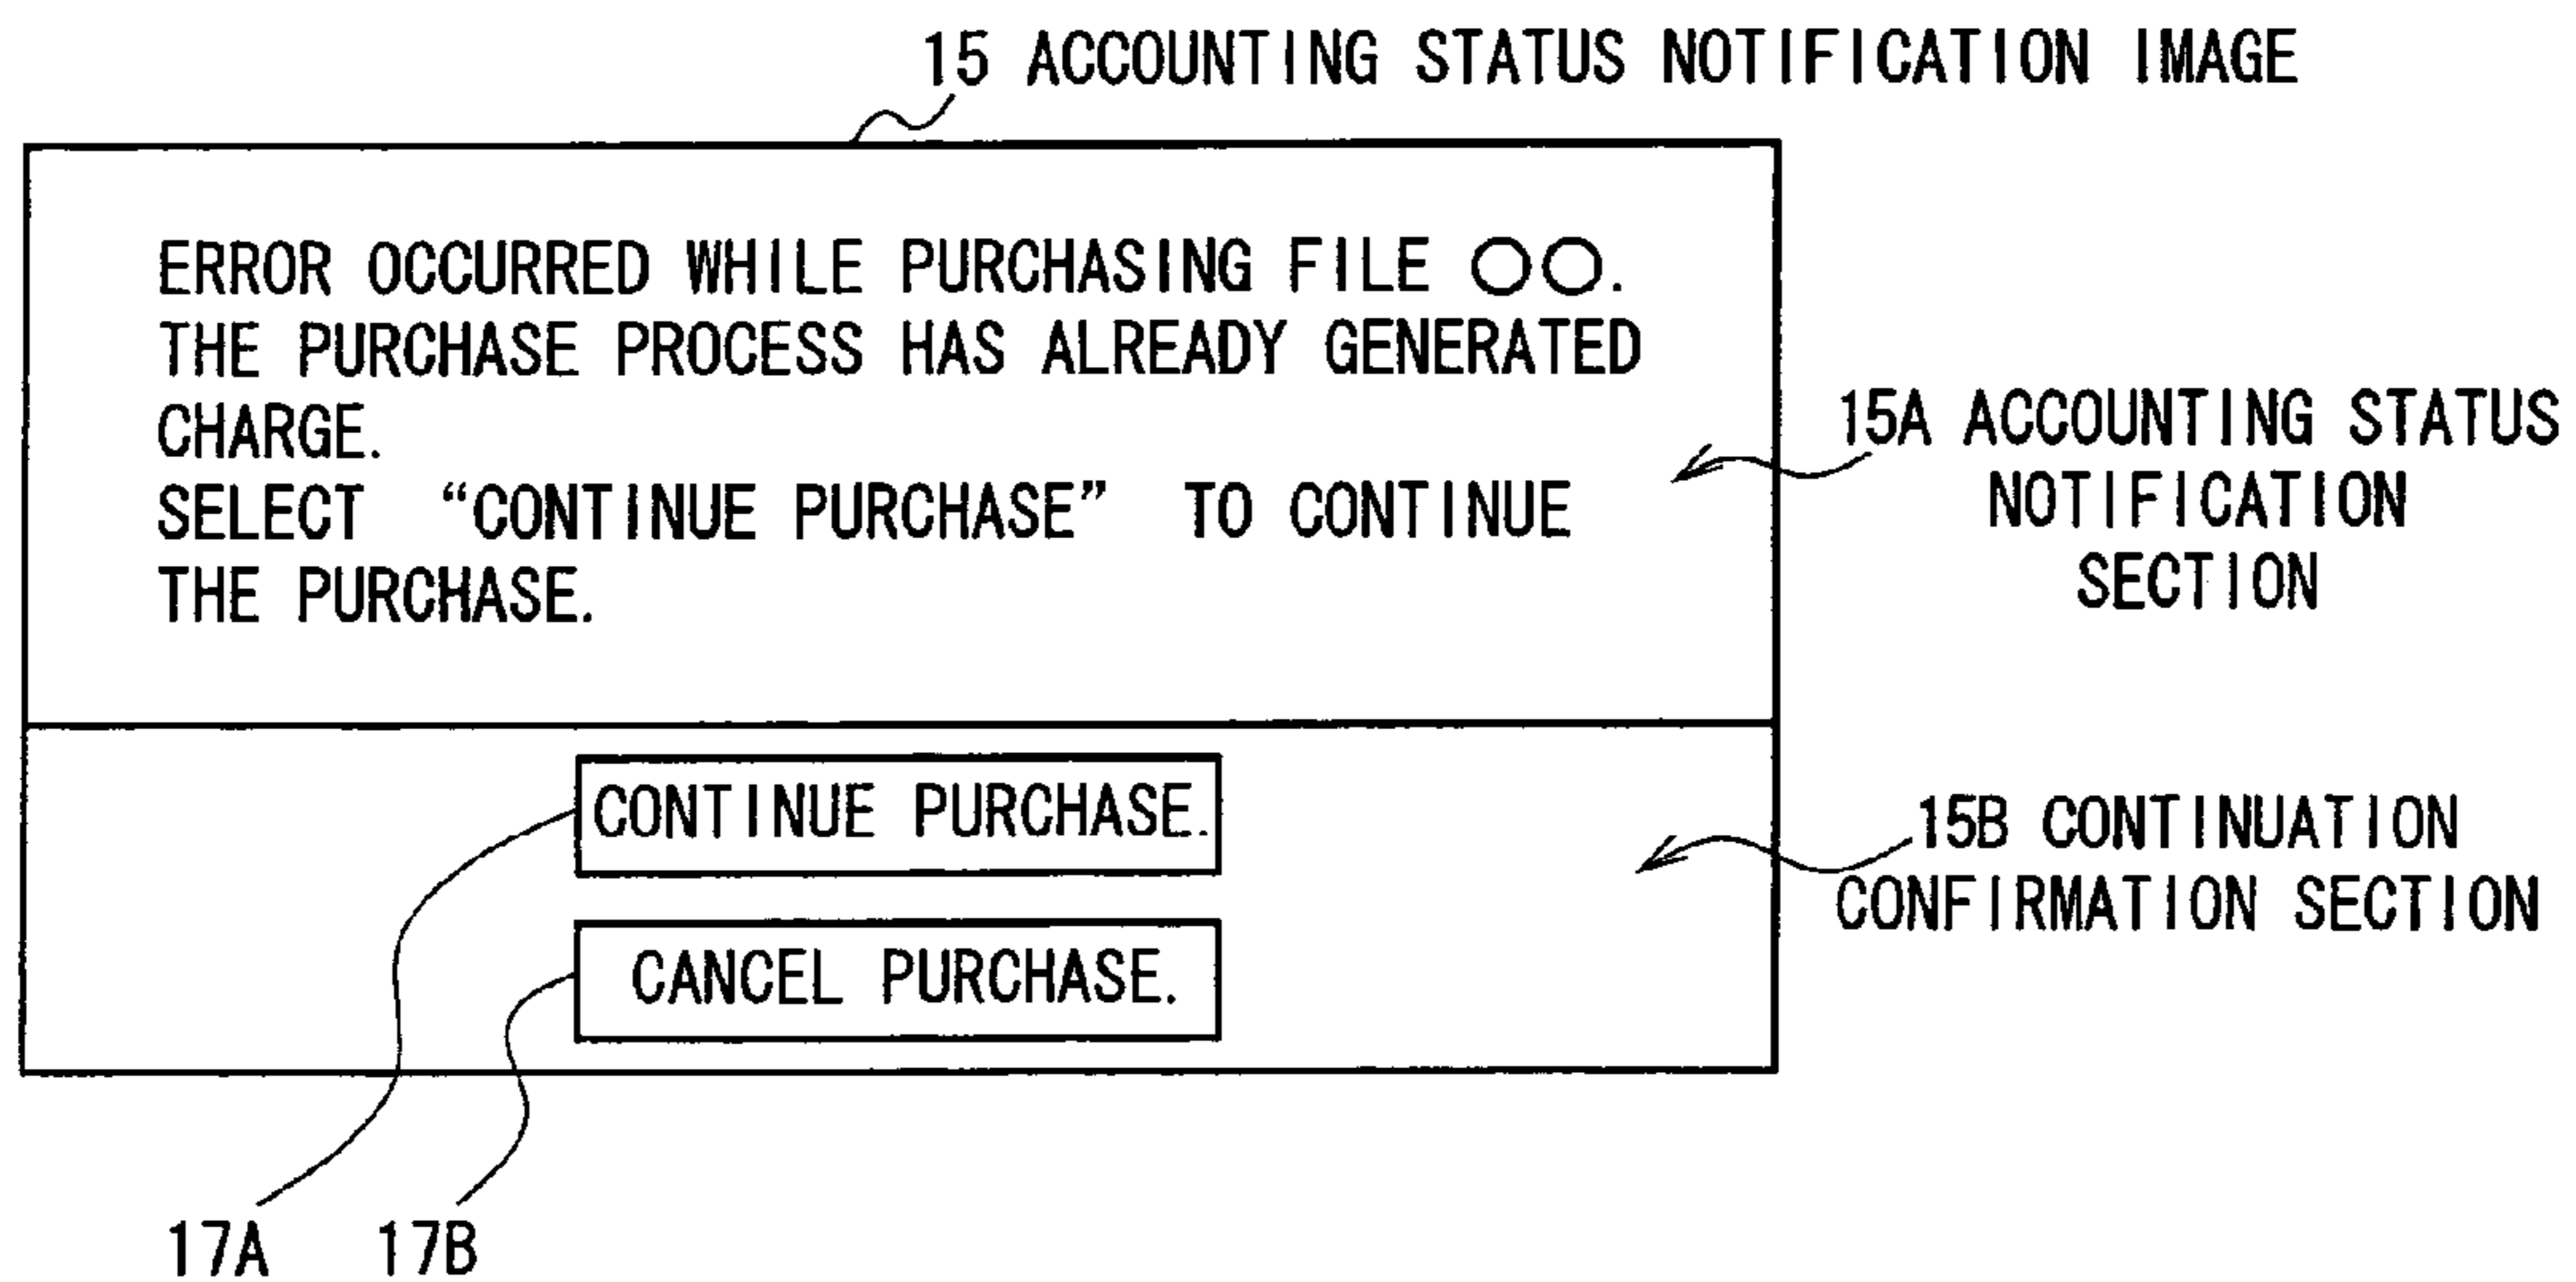 15 ACCOUNTING STATUS NOTIFICATION IMAGE
ERROR OCCURRED WHILE PURCHASING FILE ○○.
THE PURCHASE PROCESS HAS ALREADY GENERATED
CHARGE.
SELECT “CONTINUE PURCHASE” TO CONTINUE
THE PURCHASE.
15A ACCOUNTING STATUS
NOTIFICATION
SECTION
CONTINUE PURCHASE.
CANCEL PURCHASE.
15B CONTINUATION
CONFIRMATION SECTION
17A
17B